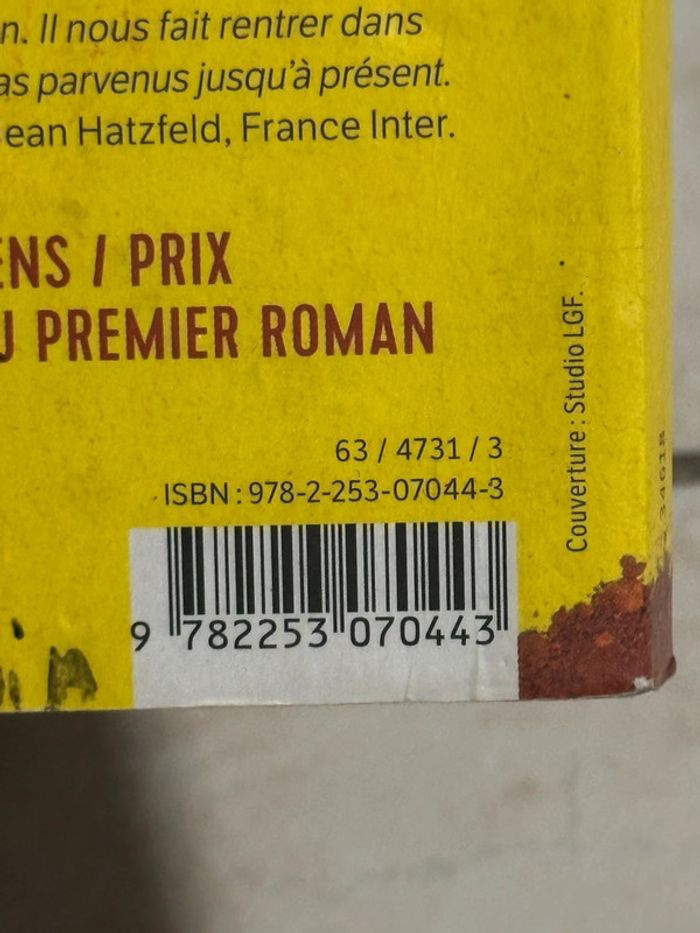 n. Il nous fait rentrer dans
as parvenus jusqu'à présent.
ean Hatzfeld, France Inter.
ENS / PRIX
U PREMIER ROMAN
63 / 4731 / 3
ISBN : 978-2-253-07044-3
9 782253 070443
Couverture : Studio LGF.